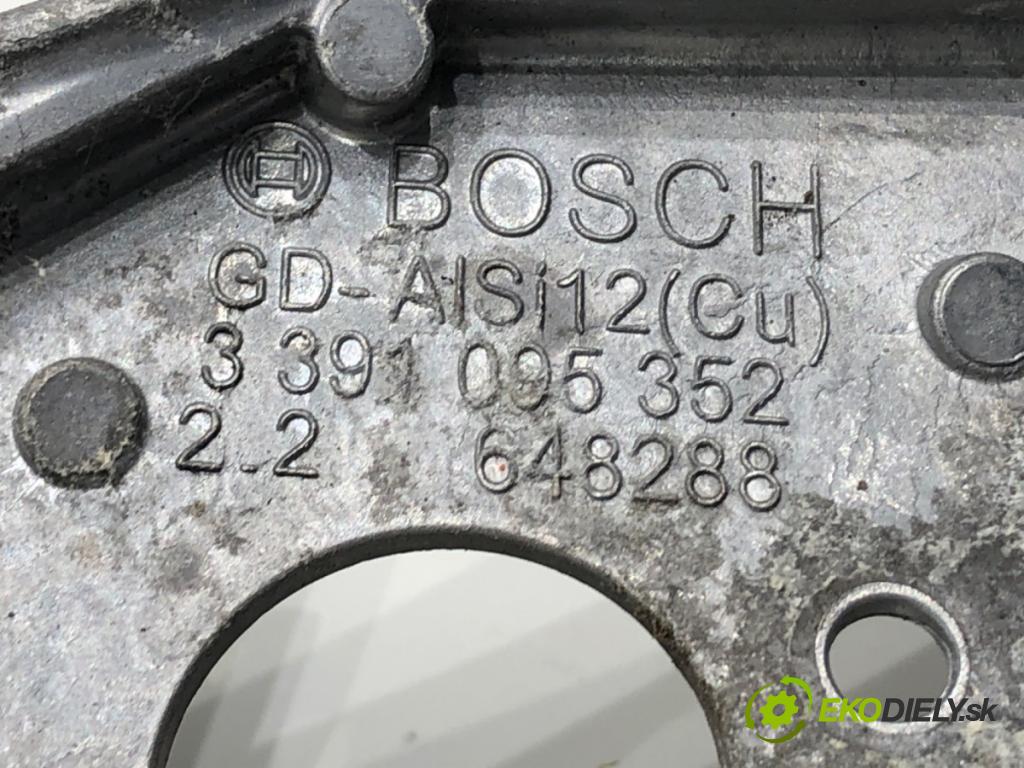 BOSCH
GD-AlSi12(Cu)
3 391 095 352
2.2 648288
EKODIELY.sk